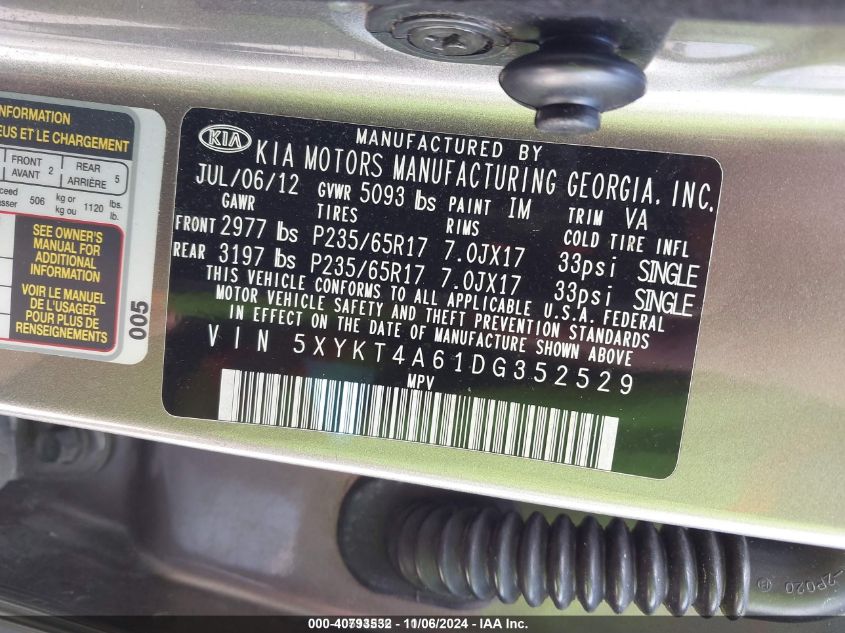 INFORMATION
EUS ET LE CHARGEMENT
FRONT 2 REAR 5
AVANT ARRIÈRE
506 kg or 1120 lbs.
kg ou lb.
SEE OWNER'S
MANUAL FOR
ADDITIONAL
INFORMATION
VOIR LE MANUEL
DE L'USAGER
POUR PLUS DE
RENSEIGNEMENTS
005
KIA
MANUFACTURED BY
KIA MOTORS MANUFACTURING GEORGIA, INC.
JUL/06/12 GVWR 5093 lbs PAINT IM TRIM VA
GAWR TIRES RIMS COLD TIRE INFL
FRONT 2977 lbs P235/65R17 7.0JX17 33psi SINGLE
REAR 3197 lbs P235/65R17 7.0JX17 33psi SINGLE
THIS VEHICLE CONFORMS TO ALL APPLICABLE U.S.A. FEDERAL
MOTOR VEHICLE SAFETY AND THEFT PREVENTION STANDARDS
IN EFFECT ON THE DATE OF MANUFACTURE SHOWN ABOVE
VIN 5XYKT4A61DG352529
MPV
2P020
000-40793532 - 11/06/2024 - IAA Inc.